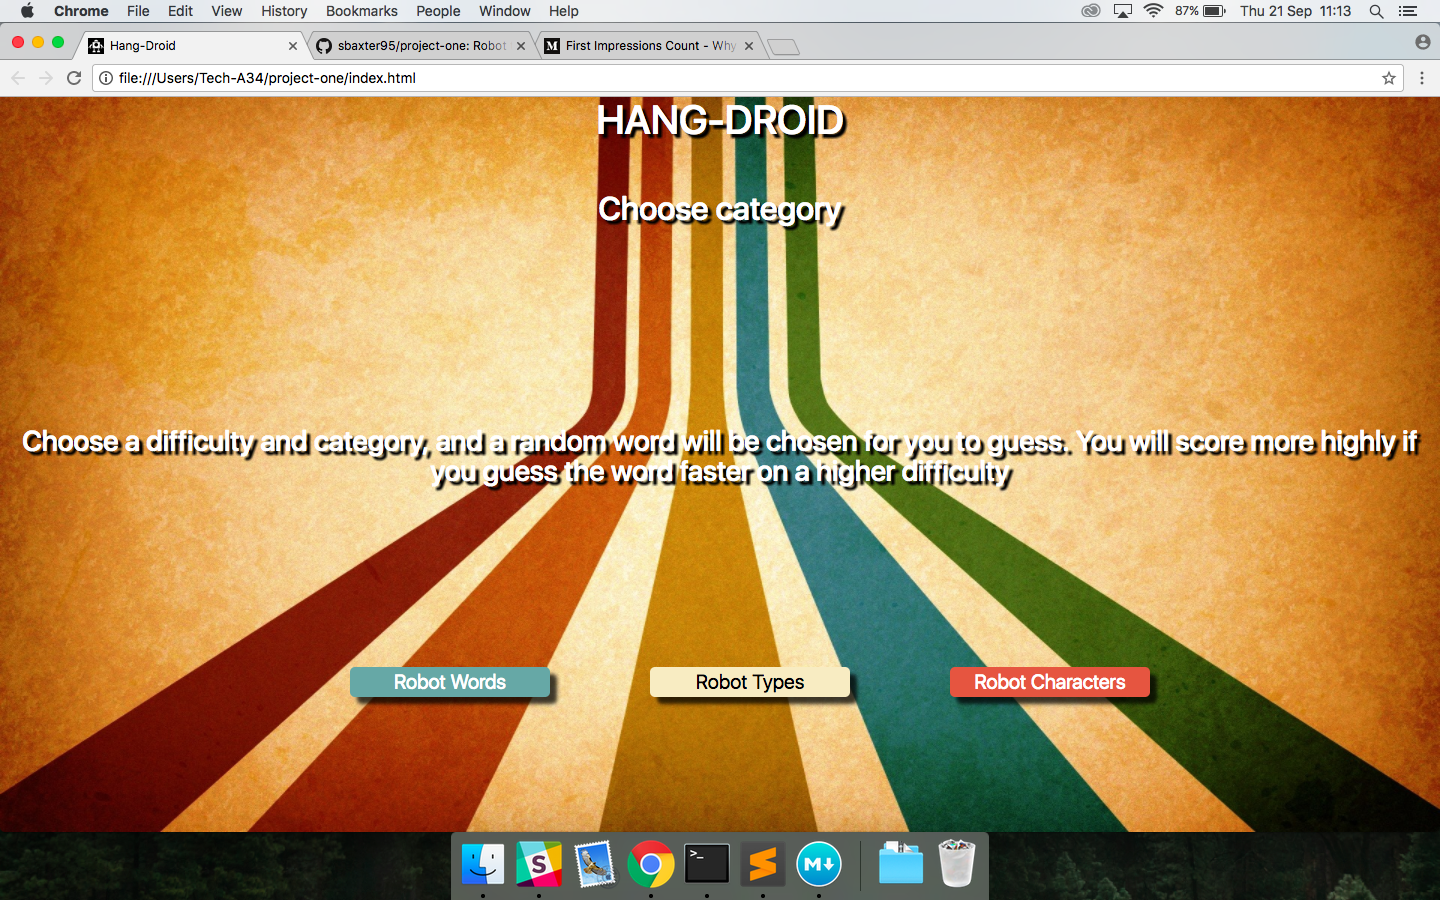 Chrome File Edit View History Bookmarks People Window Help 87% Thu 21 Sep 11:13
Hang-Droid sbaxter95/project-one: Robot First Impressions Count - Why
file:///Users/Tech-A34/project-one/index.html
HANG-DROID
Choose category
Choose a difficulty and category, and a random word will be chosen for you to guess. You will score more highly if
you guess the word faster on a higher difficulty
Robot Words Robot Types Robot Characters